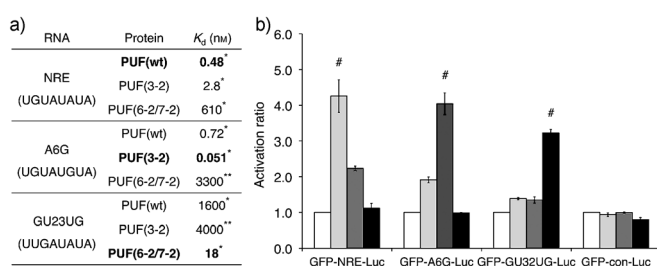 a)
RNA Protein Kd (nM)
NRE
(UGUAUAUA)
PUF(wt) 0.48*
PUF(3-2) 2.8*
PUF(6-2/7-2) 610*
A6G
(UGUAUGUA)
PUF(wt) 0.72*
PUF(3-2) 0.051*
PUF(6-2/7-2) 3300**
GU23UG
(UUGAUAUA)
PUF(wt) 1600*
PUF(3-2) 4000**
PUF(6-2/7-2) 18*
b)
Activation ratio
6.0
5.0
4.0
3.0
2.0
1.0
0.0
# # #
GFP-NRE-Luc GFP-A6G-Luc GFP-GU32UG-Luc GFP-con-Luc